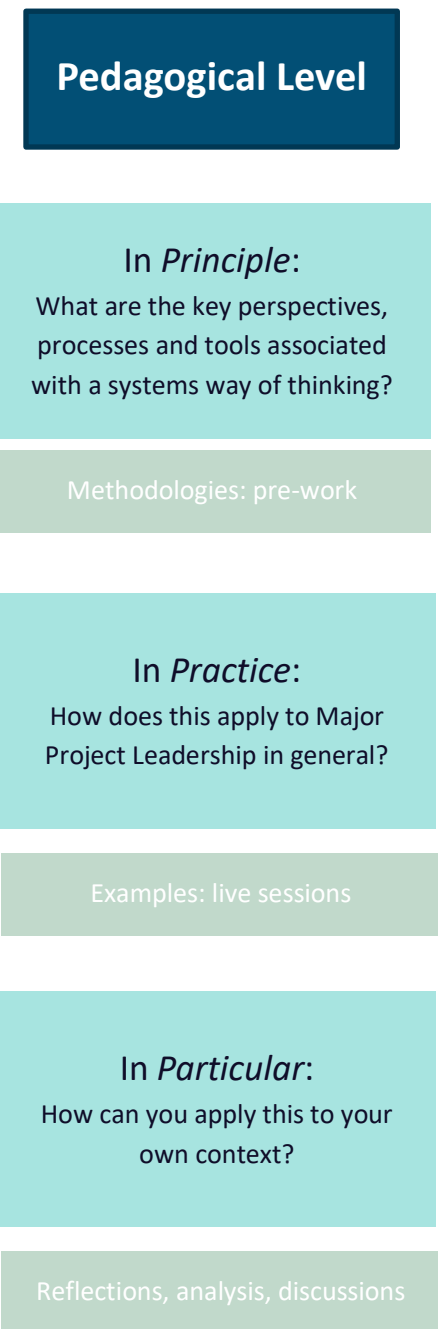 Pedagogical Level
In Principle:
What are the key perspectives,
processes and tools associated
with a systems way of thinking?
Methodologies: pre-work
In Practice:
How does this apply to Major
Project Leadership in general?
Examples: live sessions
In Particular:
How can you apply this to your
own context?
Reflections, analysis, discussions